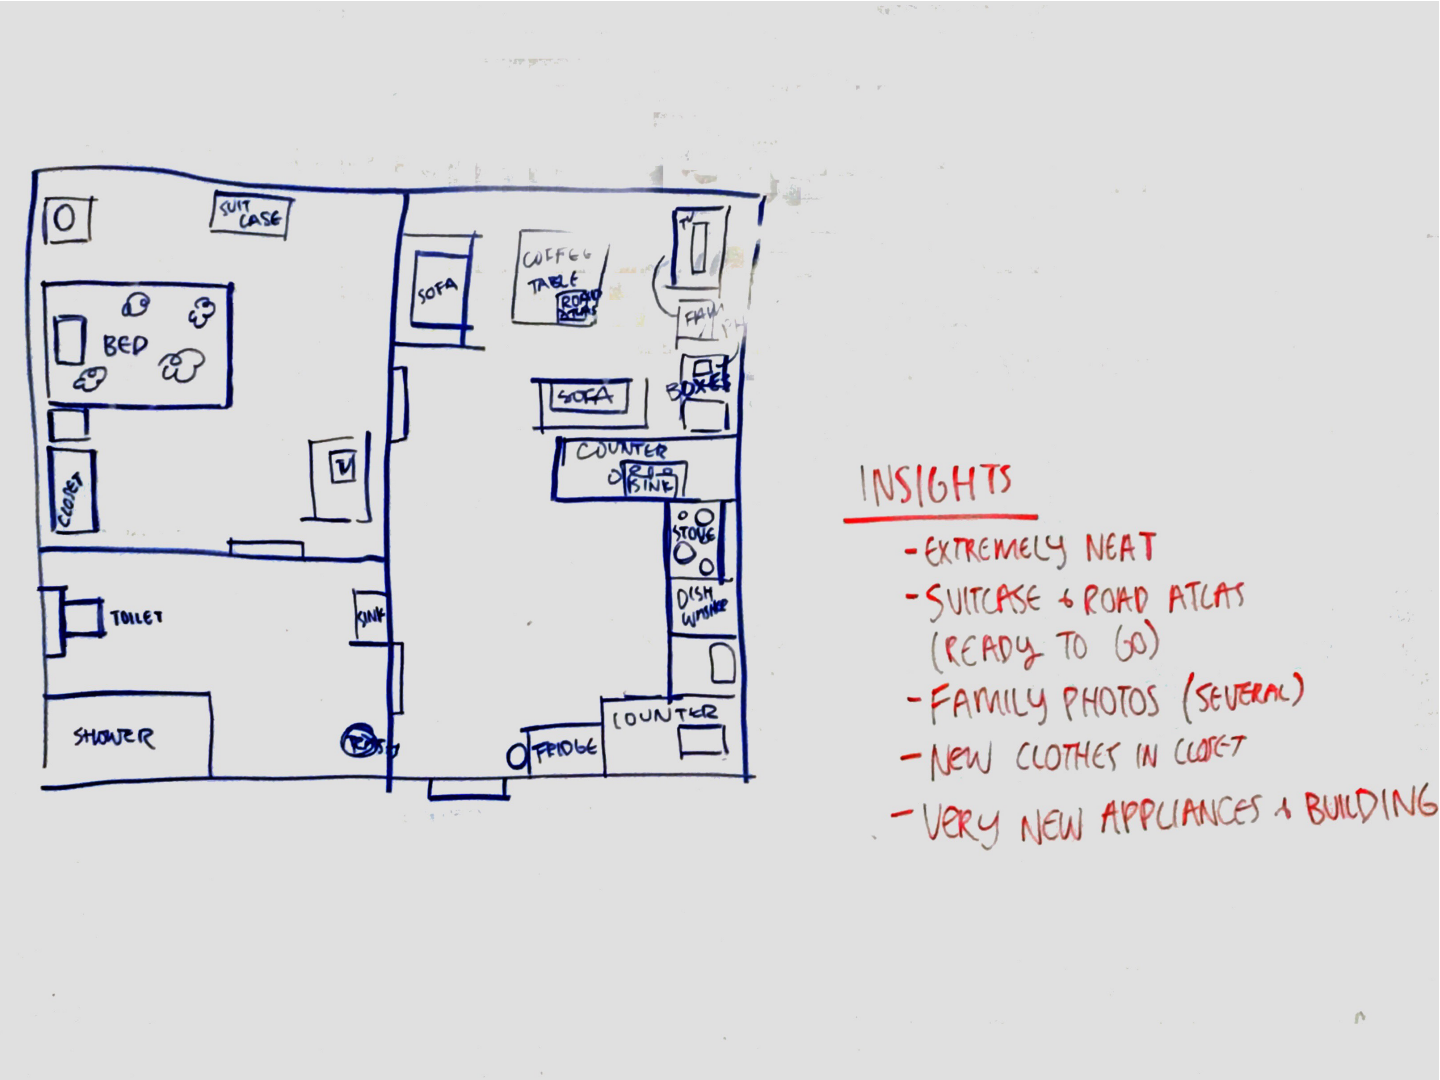 SUIT
CASE
BED
CLOSET
TV
SOFA
COFFEE
TABLE
ROAD
ATLAS
TV
FAM
PH
BOXES
SOFA
COUNTER
SINK
STOVE
DISH
WASHER
COUNTER
FRIDGE
TOILET
SINK
SHOWER
INSIGHTS
- EXTREMELY NEAT
- SUITCASE & ROAD ATLAS
(READY TO GO)
- FAMILY PHOTOS (SEVERAL)
- NEW CLOTHES IN CLOSET
- VERY NEW APPLIANCES & BUILDING